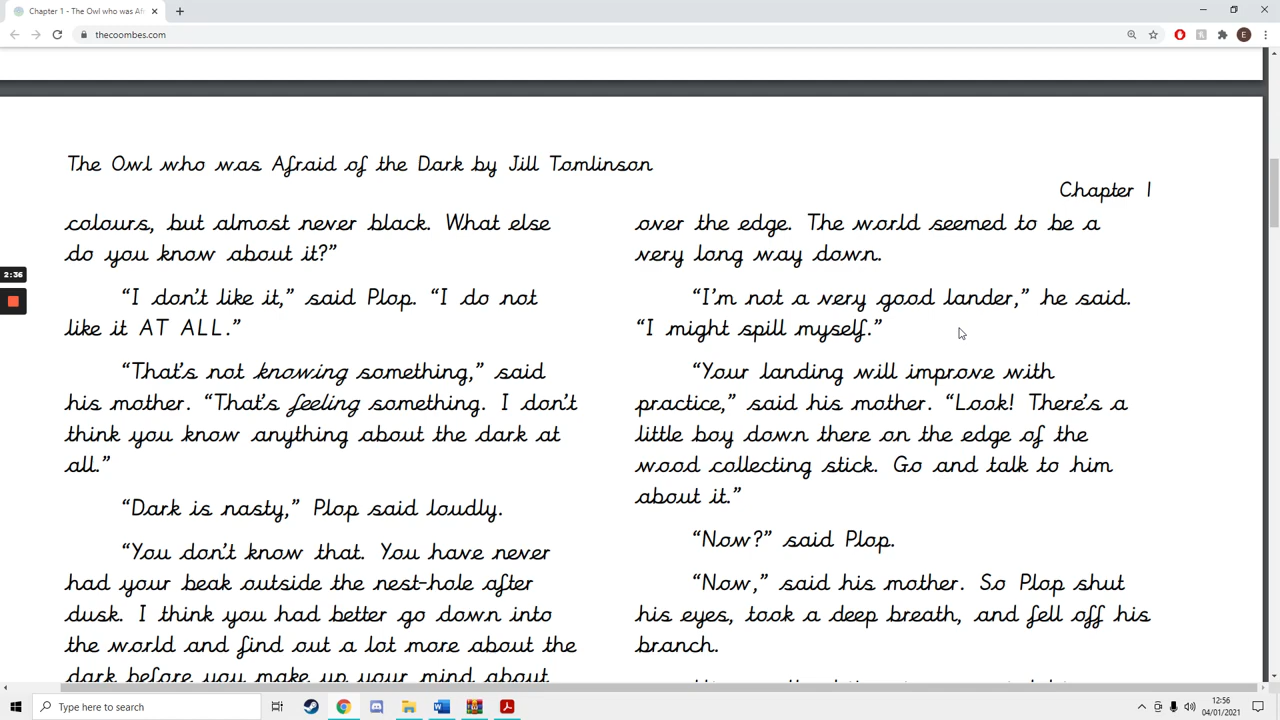 Chapter 1 - The Owl who was Afr
thecoombes.com
E
The Owl who was Afraid of the Dark by Jill Tomlinson
Chapter 1
colours, but almost never black. What else
do you know about it?”
“I don’t like it,” said Plop. “I do not
like it AT ALL.”
“That’s not knowing something,” said
his mother. “That’s feeling something. I don’t
think you know anything about the dark at
all.”
“Dark is nasty,” Plop said loudly.
“You don’t know that. You have never
had your beak outside the nest-hole after
dusk. I think you had better go down into
the world and find out a lot more about the
dark before you make up your mind about
over the edge. The world seemed to be a
very long way down.
“I’m not a very good lander,” he said.
“I might spill myself.”
“Your landing will improve with
practice,” said his mother. “Look! There’s a
little boy down there on the edge of the
wood collecting stick. Go and talk to him
about it.”
“Now?” said Plop.
“Now,” said his mother. So Plop shut
his eyes, took a deep breath, and fell off his
branch.
2:36
Type here to search
12:56
04/01/2021